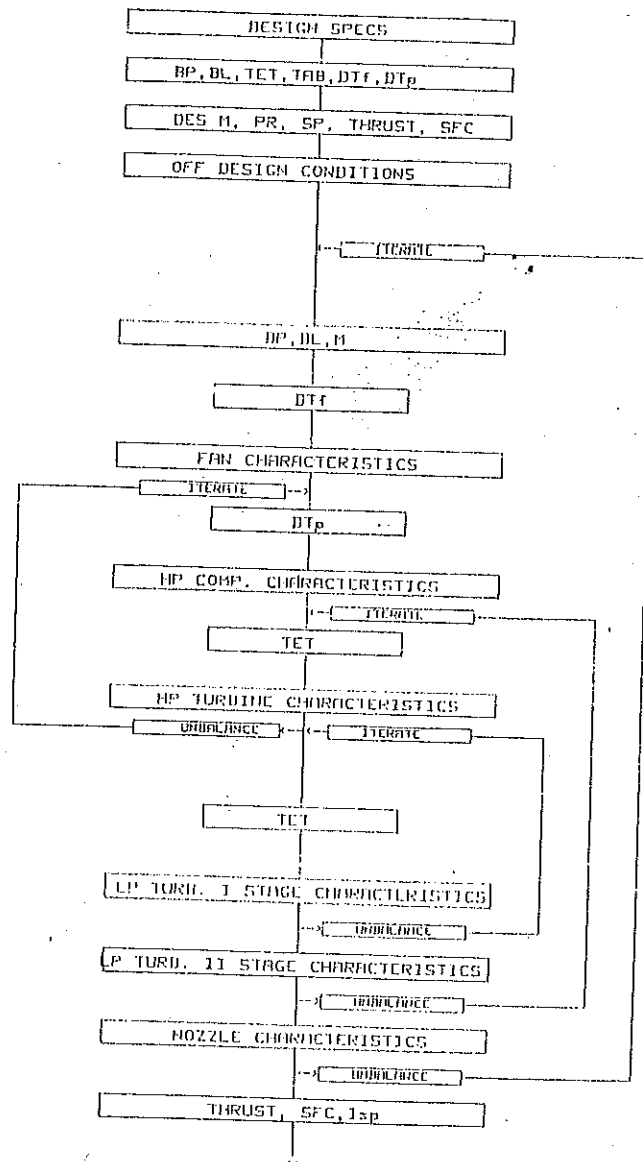 DESIGN SPECS
BP,BL,TET,TAB,DTf,DTp
DES M, PR, SP, THRUST, SFC
OFF DESIGN CONDITIONS
ITERATE
BP,BL,M
DTf
FAN CHARACTERISTICS
ITERATE
DTp
HP COMP. CHARACTERISTICS
ITERATE
TET
HP TURBINE CHARACTERISTICS
UNBALANCE ITERATE
TET
LP TURB. I STAGE CHARACTERISTICS
UNBALANCE
LP TURB. II STAGE CHARACTERISTICS
UNBALANCE
NOZZLE CHARACTERISTICS
UNBALANCE
THRUST, SFC,Isp